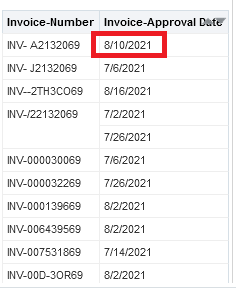 Invoice-Number Invoice-Approval Date
INV- A2132069 8/10/2021
INV- J2132069 7/6/2021
INV--2TH3CO69 8/16/2021
INV-/22132069 7/2/2021
7/26/2021
INV-000030069 7/6/2021
INV-000032269 7/26/2021
INV-000139669 8/2/2021
INV-006439569 8/2/2021
INV-007531869 7/14/2021
INV-00D-3OR69 8/2/2021